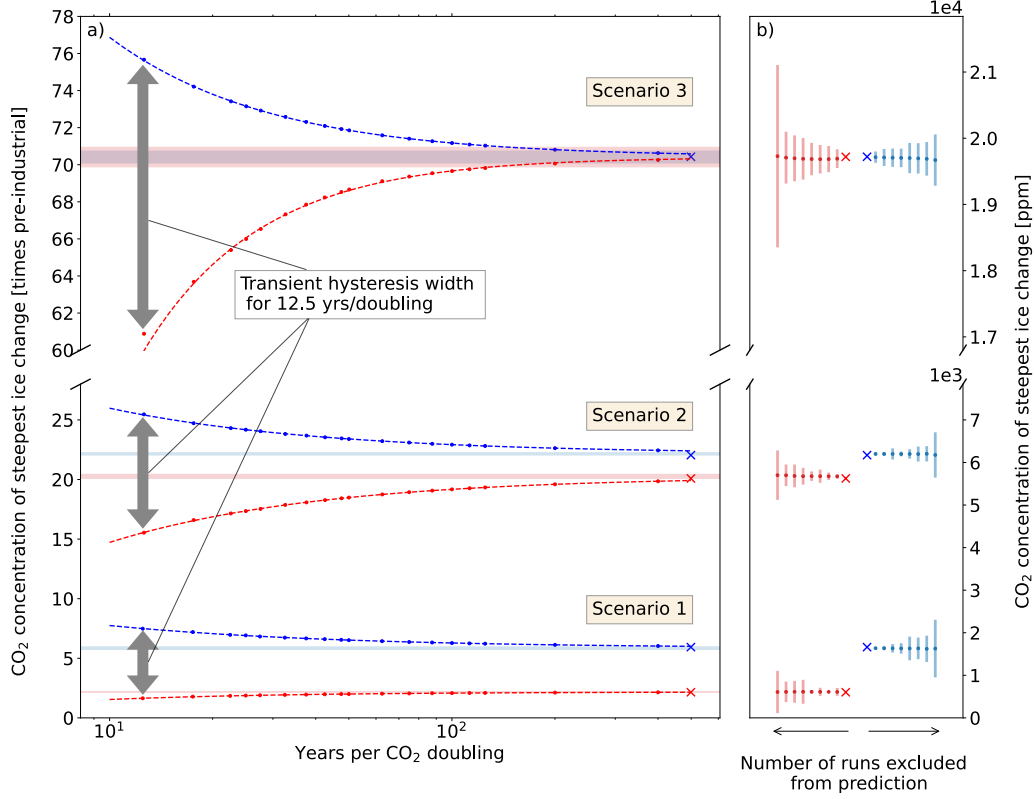 1e4
a)
b)
78
76
74
72
70
68
66
64
62
60
25
20
15
10
5
0
CO₂ concentration of steepest ice change [times pre-industrial]
Scenario 3
Transient hysteresis width
for 12.5 yrs/doubling
Scenario 2
Scenario 1
10¹
10²
Years per CO₂ doubling
2.1
2.0
1.9
1.8
1.7
1e3
7
6
5
4
3
2
1
0
CO₂ concentration of steepest ice change [ppm]
Number of runs excluded
from prediction